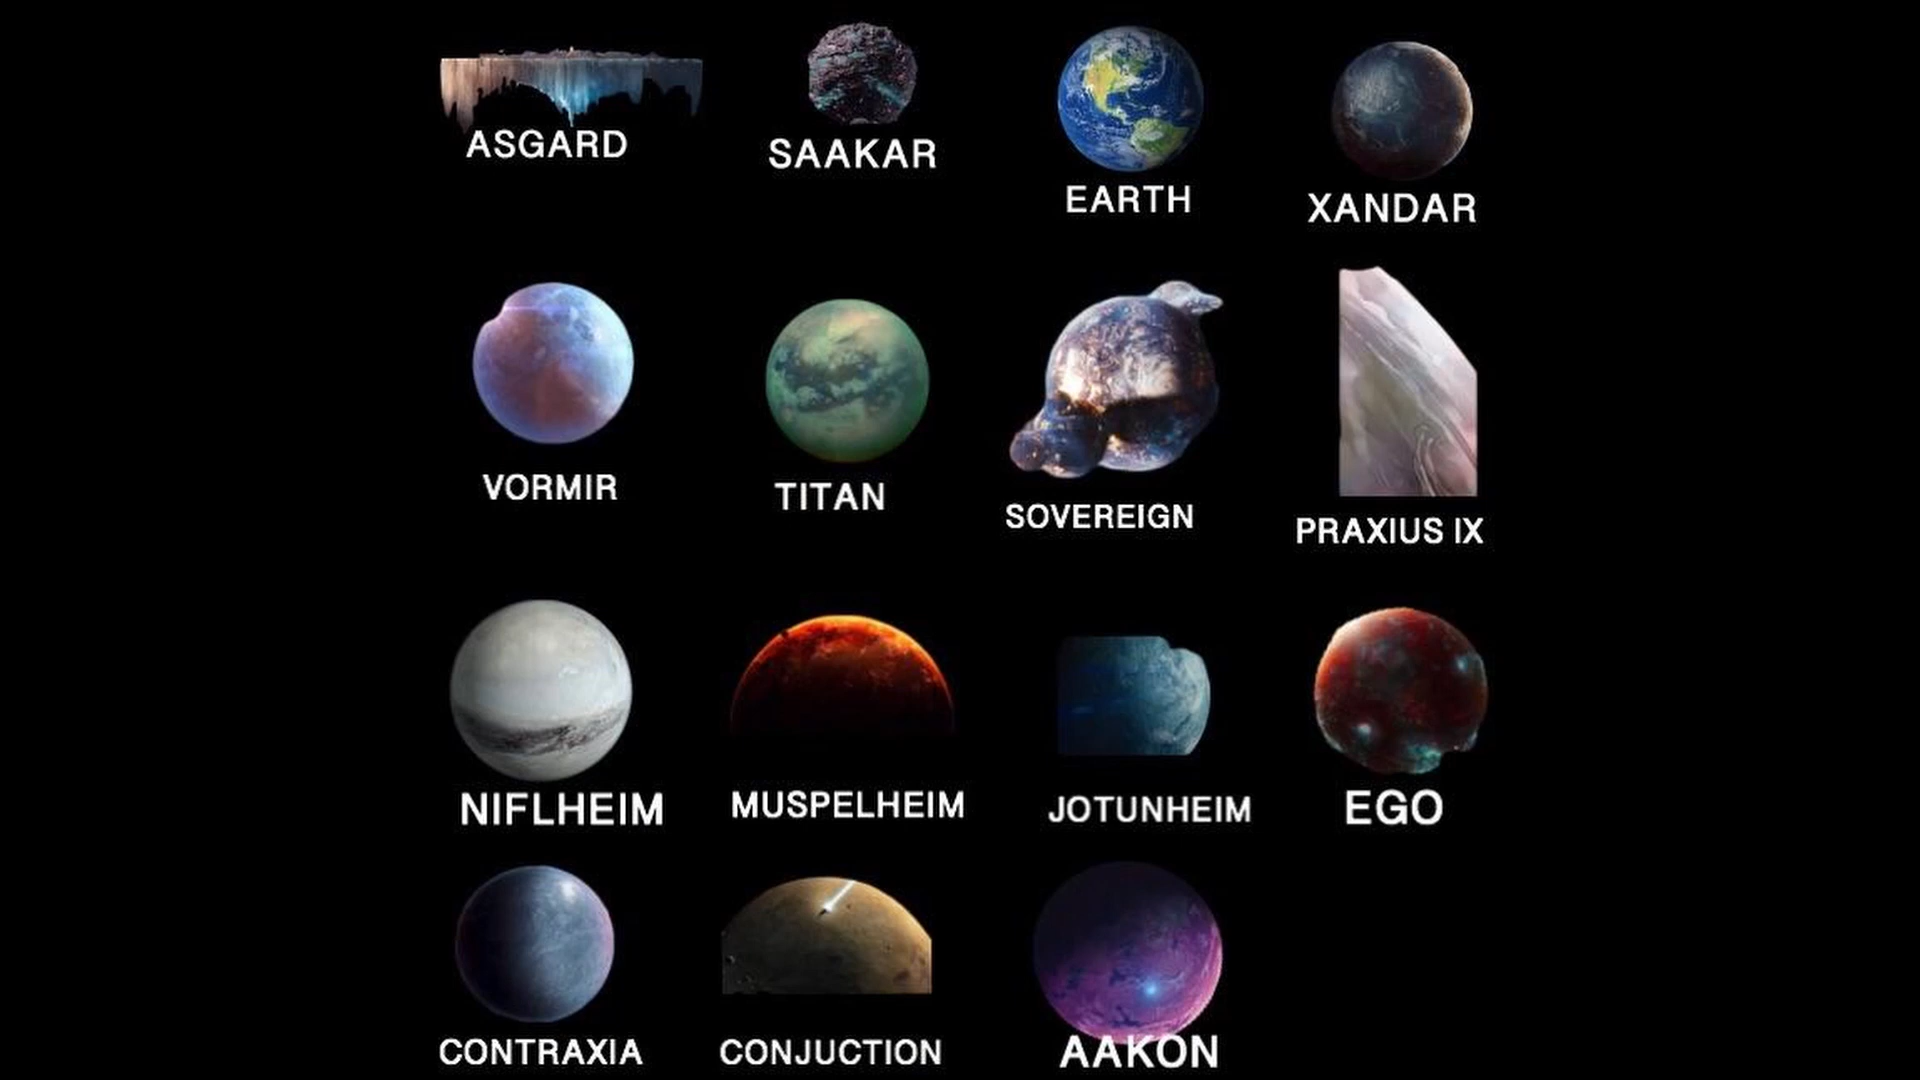 ASGARD
SAAKAR
EARTH
XANDAR
VORMIR
TITAN
SOVEREIGN
PRAXIUS IX
NIFLHEIM
MUSPELHEIM
JOTUNHEIM
EGO
CONTRAXIA
CONJUCTION
AAKON